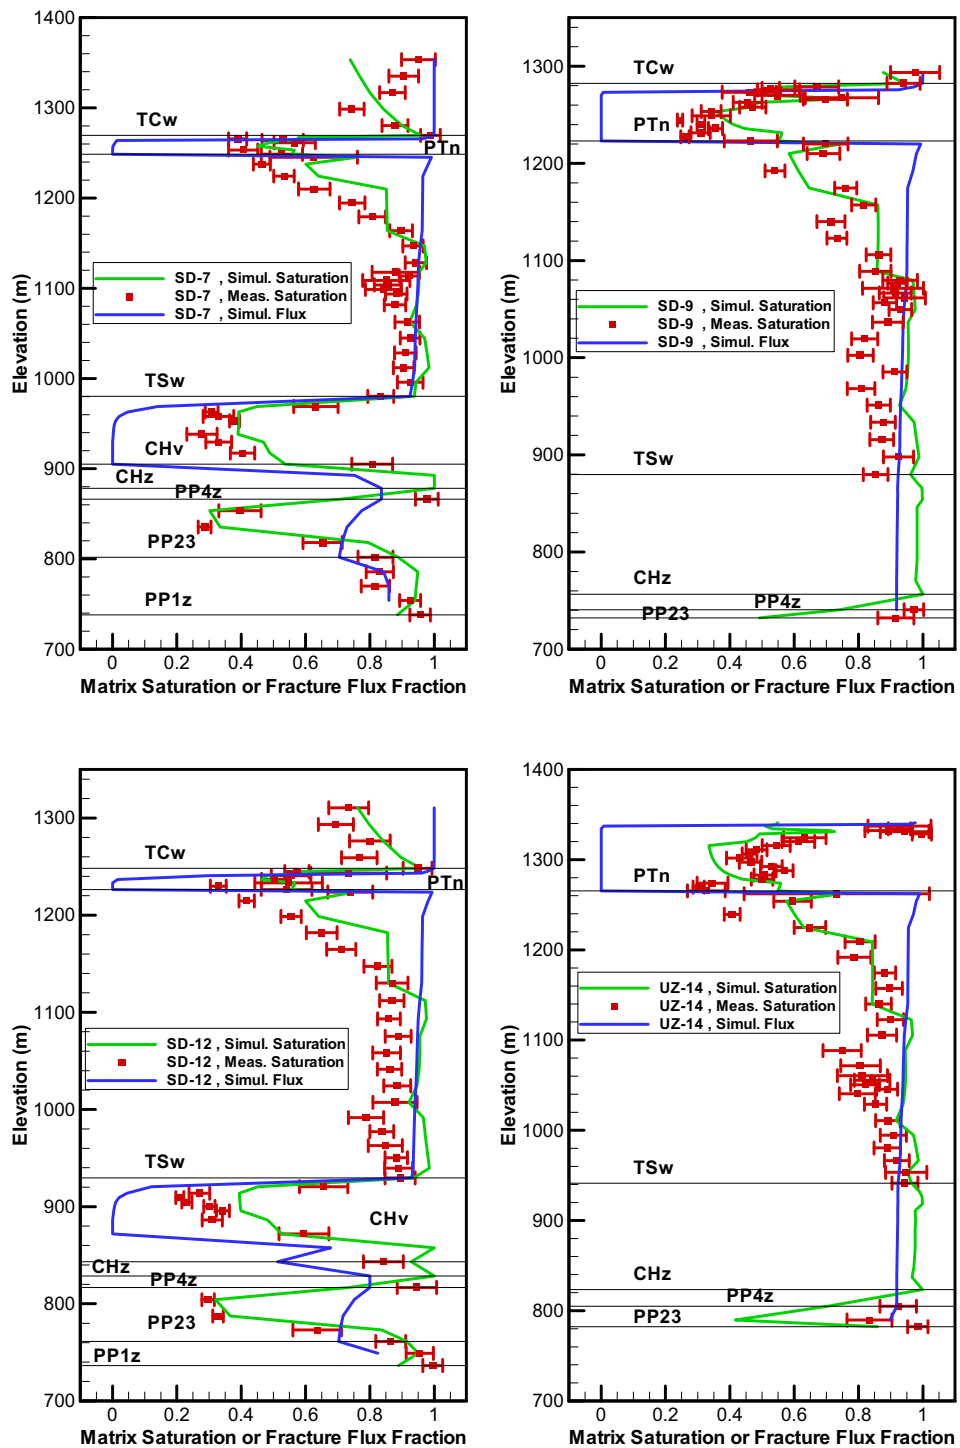 1400
1300
1200
1100
1000
900
800
700
Elevation (m)
TCw
PTn
SD-7 , Simul. Saturation
SD-7 , Meas. Saturation
SD-7 , Simul. Flux
TSw
CHv
CHz
PP4z
PP23
PP1z
0 0.2 0.4 0.6 0.8 1
Matrix Saturation or Fracture Flux Fraction
1300
1200
1100
1000
900
800
700
Elevation (m)
TCw
PTn
SD-9 , Simul. Saturation
SD-9 , Meas. Saturation
SD-9 , Simul. Flux
TSw
CHz
PP4z
PP23
0 0.2 0.4 0.6 0.8 1
Matrix Saturation or Fracture Flux Fraction
1300
1200
1100
1000
900
800
700
Elevation (m)
TCw
PTn
SD-12 , Simul. Saturation
SD-12 , Meas. Saturation
SD-12 , Simul. Flux
TSw
CHv
CHz
PP4z
PP23
PP1z
0 0.2 0.4 0.6 0.8 1
Matrix Saturation or Fracture Flux Fraction
1400
1300
1200
1100
1000
900
800
700
Elevation (m)
PTn
UZ-14 , Simul. Saturation
UZ-14 , Meas. Saturation
UZ-14 , Simul. Flux
TSw
CHz
PP4z
PP23
0 0.2 0.4 0.6 0.8 1
Matrix Saturation or Fracture Flux Fraction